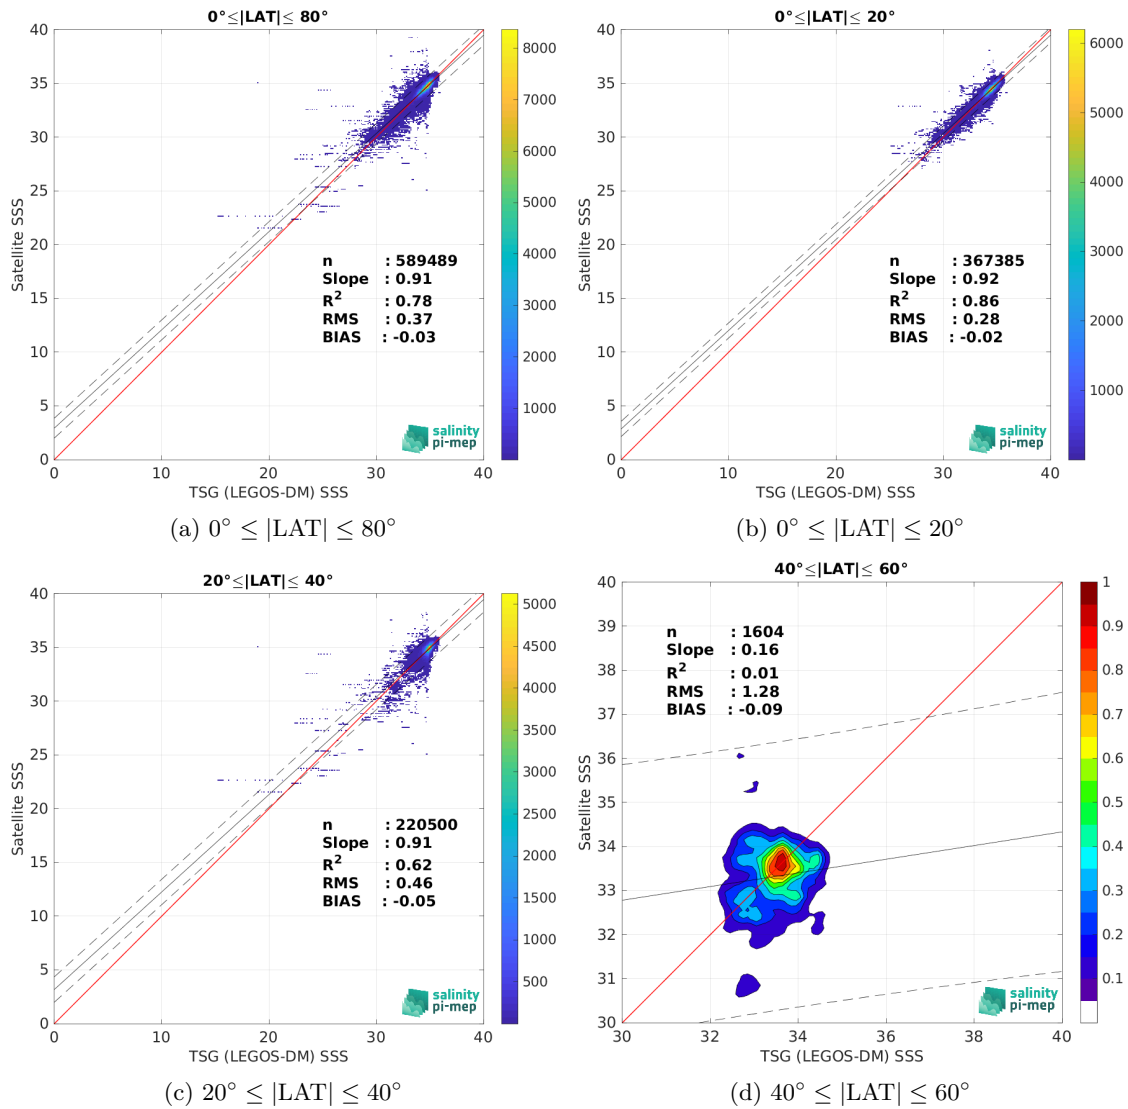 0°≤|LAT|≤ 80°
40
35
30
25
20
15
10
5
0
Satellite SSS
n : 589489
Slope : 0.91
R² : 0.78
RMS : 0.37
BIAS : -0.03
salinity
pi-mep
0 10 20 30 40
TSG (LEGOS-DM) SSS
8000
7000
6000
5000
4000
3000
2000
1000
(a) 0° ≤ |LAT| ≤ 80°
0°≤|LAT|≤ 20°
40
35
30
25
20
15
10
5
0
Satellite SSS
n : 367385
Slope : 0.92
R² : 0.86
RMS : 0.28
BIAS : -0.02
salinity
pi-mep
0 10 20 30 40
TSG (LEGOS-DM) SSS
6000
5000
4000
3000
2000
1000
(b) 0° ≤ |LAT| ≤ 20°
20°≤|LAT|≤ 40°
40
35
30
25
20
15
10
5
0
Satellite SSS
n : 220500
Slope : 0.91
R² : 0.62
RMS : 0.46
BIAS : -0.05
salinity
pi-mep
0 10 20 30 40
TSG (LEGOS-DM) SSS
5000
4500
4000
3500
3000
2500
2000
1500
1000
500
(c) 20° ≤ |LAT| ≤ 40°
40°≤|LAT|≤ 60°
40
39
38
37
36
35
34
33
32
31
30
Satellite SSS
n : 1604
Slope : 0.16
R² : 0.01
RMS : 1.28
BIAS : -0.09
salinity
pi-mep
30 32 34 36 38 40
TSG (LEGOS-DM) SSS
1
0.9
0.8
0.7
0.6
0.5
0.4
0.3
0.2
0.1
(d) 40° ≤ |LAT| ≤ 60°